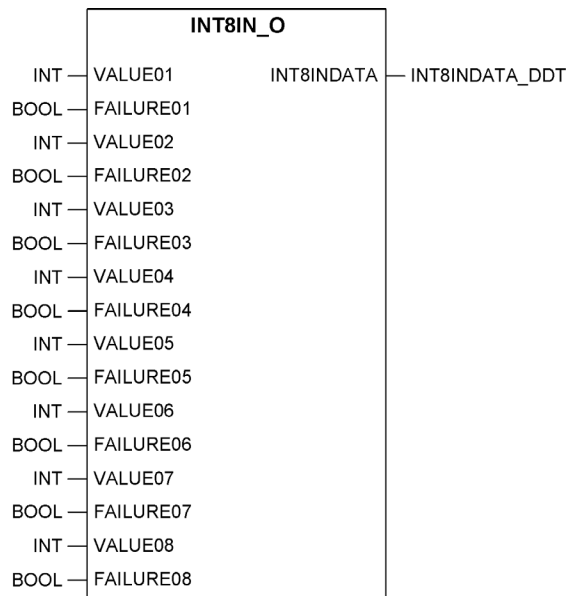 INT8IN_O
INT VALUE01 INT8INDATA INT8INDATA_DDT
BOOL FAILURE01
INT VALUE02
BOOL FAILURE02
INT VALUE03
BOOL FAILURE03
INT VALUE04
BOOL FAILURE04
INT VALUE05
BOOL FAILURE05
INT VALUE06
BOOL FAILURE06
INT VALUE07
BOOL FAILURE07
INT VALUE08
BOOL FAILURE08